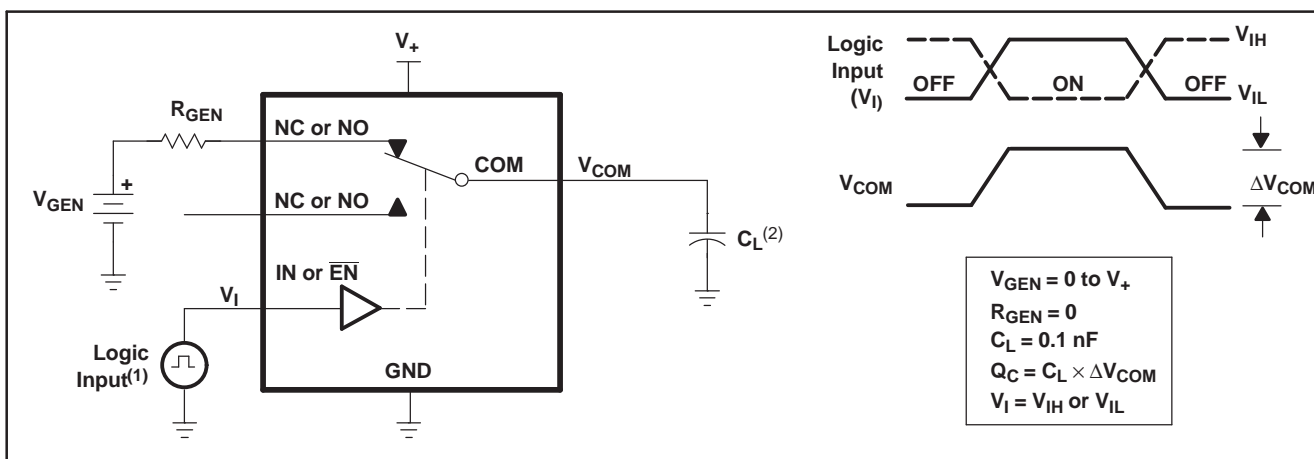 V+
RGEN
NC or NO
COM
VCOM
VGEN
+
NC or NO
CL(2)
IN or E̅N̅
VI
Logic
Input(1)
GND
Logic
Input
(VI)
OFF
ON
OFF
VIH
VIL
VCOM
ΔVCOM
VGEN = 0 to V+
RGEN = 0
CL = 0.1 nF
QC = CL × ΔVCOM
VI = VIH or VIL